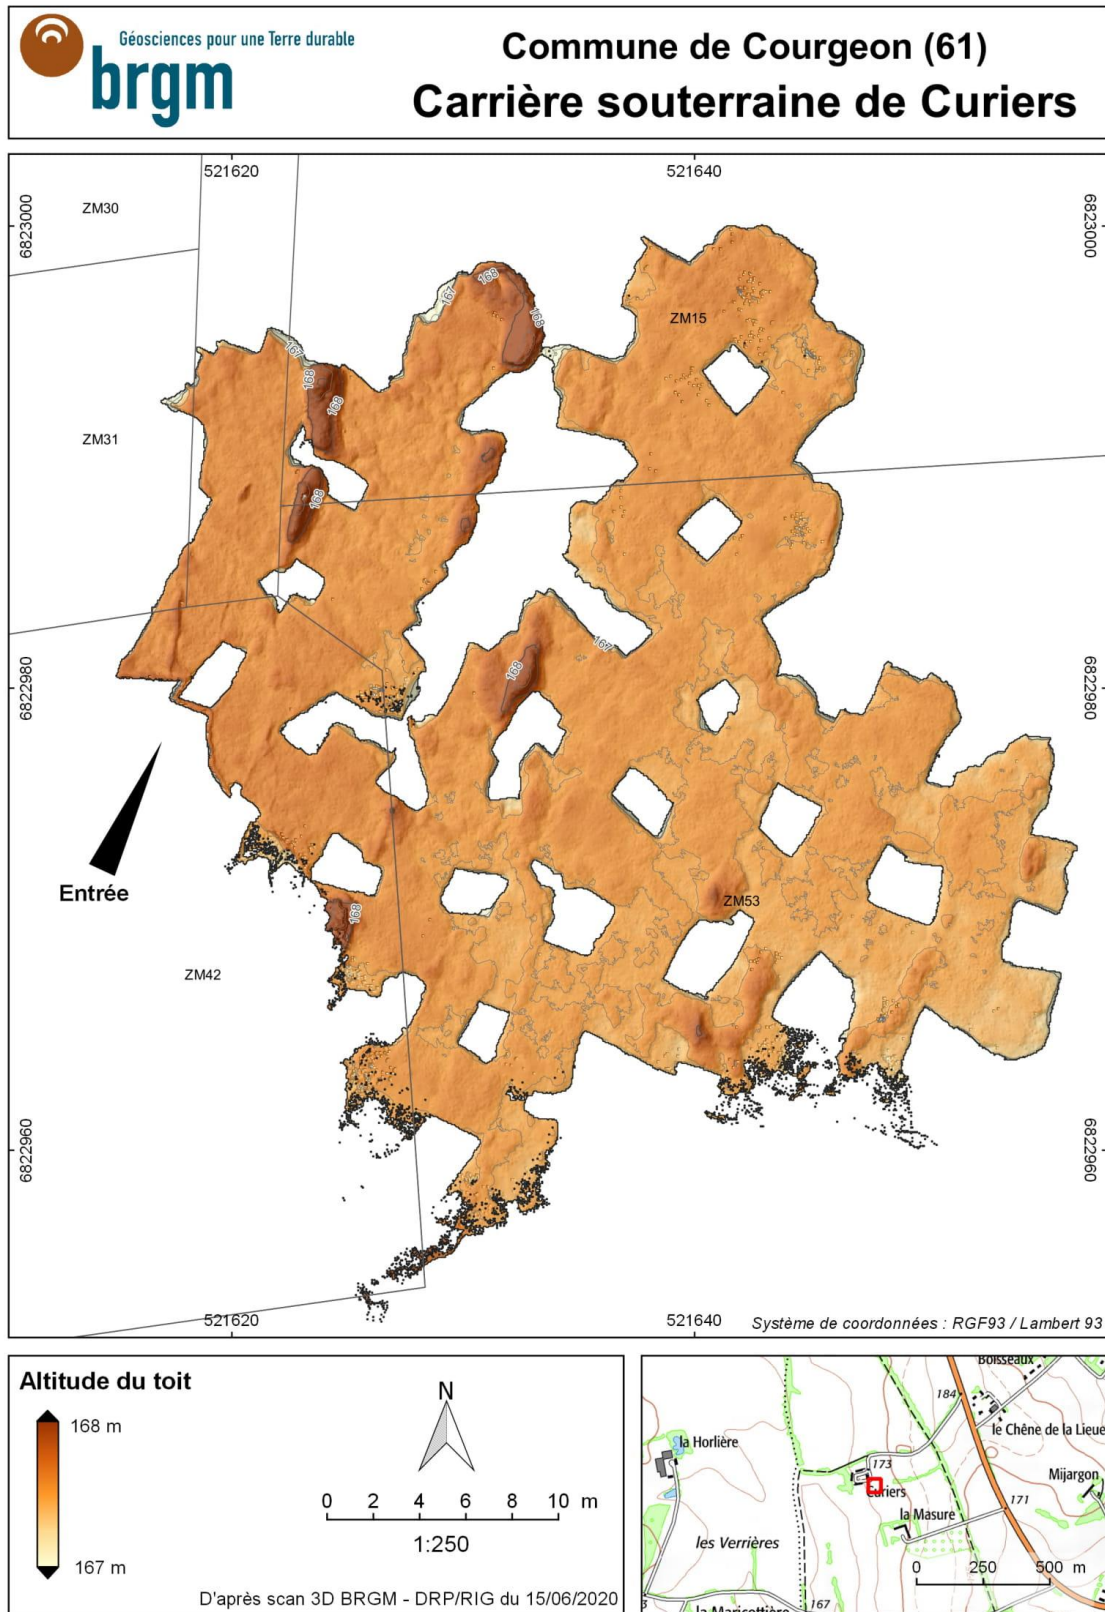 Géosciences pour une Terre durable
brgm
Commune de Courgeon (61)
Carrière souterraine de Curiers
521620
521640
6823000
6823000
ZM30
168
167
168
ZM15
167
168
168
ZM31
168
167
168
6822980
6822980
Entrée
ZM53
168
ZM42
6822960
6822960
521620
521640
Système de coordonnées : RGF93 / Lambert 93
Altitude du toit
168 m
167 m
N
0 2 4 6 8 10 m
1:250
D'après scan 3D BRGM - DRP/RIG du 15/06/2020
Boisseaux
184
le Chêne de la Lieue
la Horlière
173
Curiers
Mijargon
171
la Masure
les Verrières
0 250 500 m
167